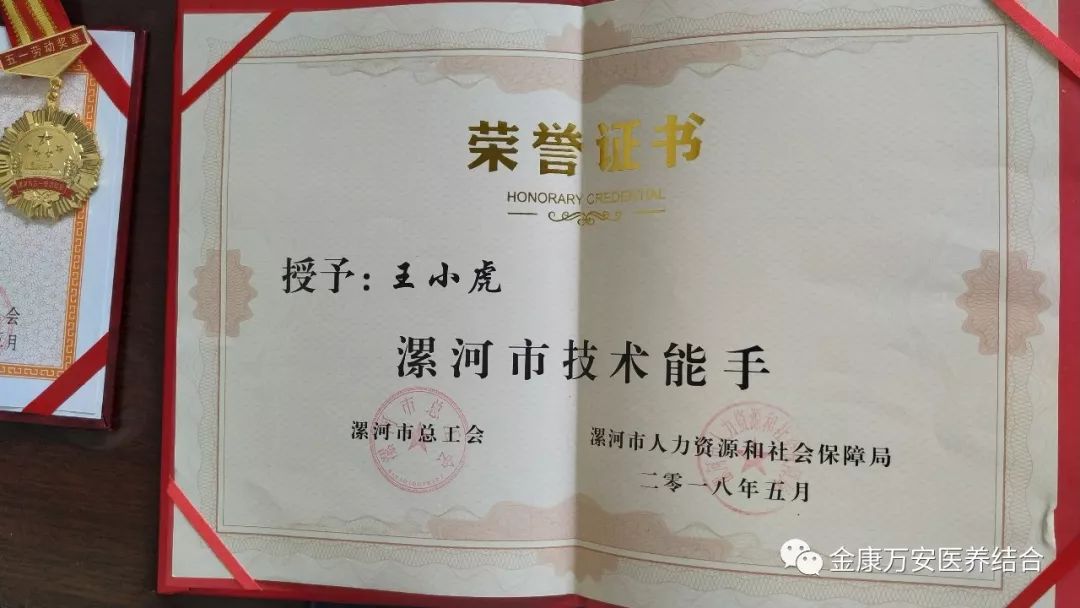 五一劳动奖章
荣誉证书
HONORARY CREDENTIAL
授予：王小虎
漯河市技术能手
漯河市总工会
漯河市人力资源和社会保障局
二零一八年五月
会
月
金康万安医养结合